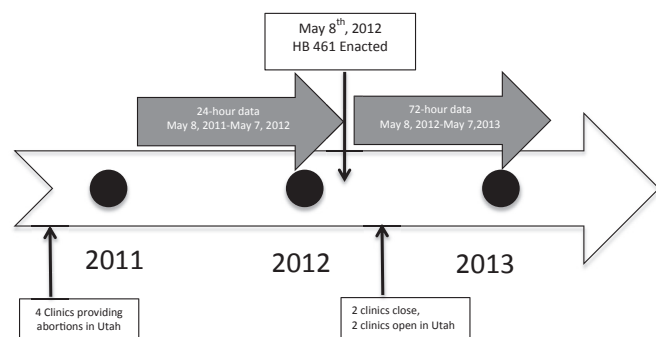 May 8th, 2012
HB 461 Enacted
24-hour data
May 8, 2011-May 7, 2012
72-hour data
May 8, 2012-May 7,2013
2011
2012
2013
4 Clinics providing
abortions in Utah
2 clinics close,
2 clinics open in Utah